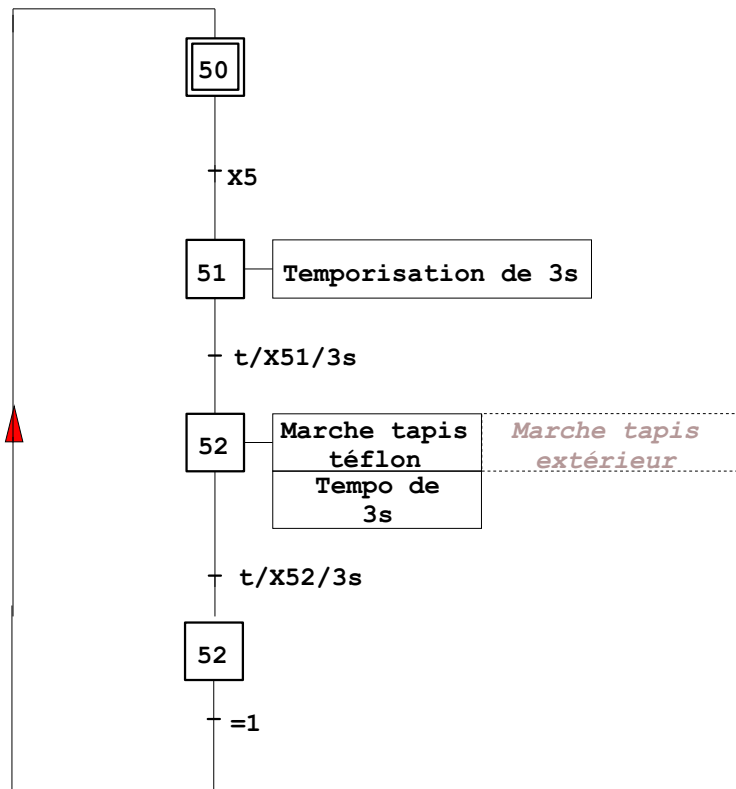 50
X5
51
Temporisation de 3s
t/X51/3s
52
Marche tapis
téflon
Marche tapis
extérieur
Tempo de
3s
t/X52/3s
52
=1